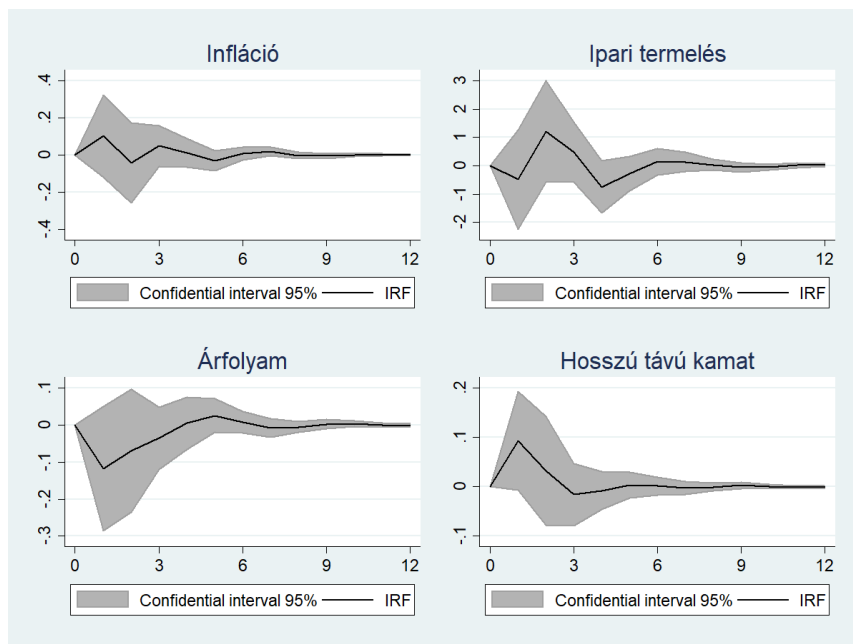 Infláció
.4
.2
0
-.2
-.4
0 3 6 9 12
Confidential interval 95% IRF
Ipari termelés
3
2
1
0
-1
-2
0 3 6 9 12
Confidential interval 95% IRF
Árfolyam
.1
0
-.1
-.2
-.3
0 3 6 9 12
Confidential interval 95% IRF
Hosszú távú kamat
.2
.1
0
-.1
0 3 6 9 12
Confidential interval 95% IRF